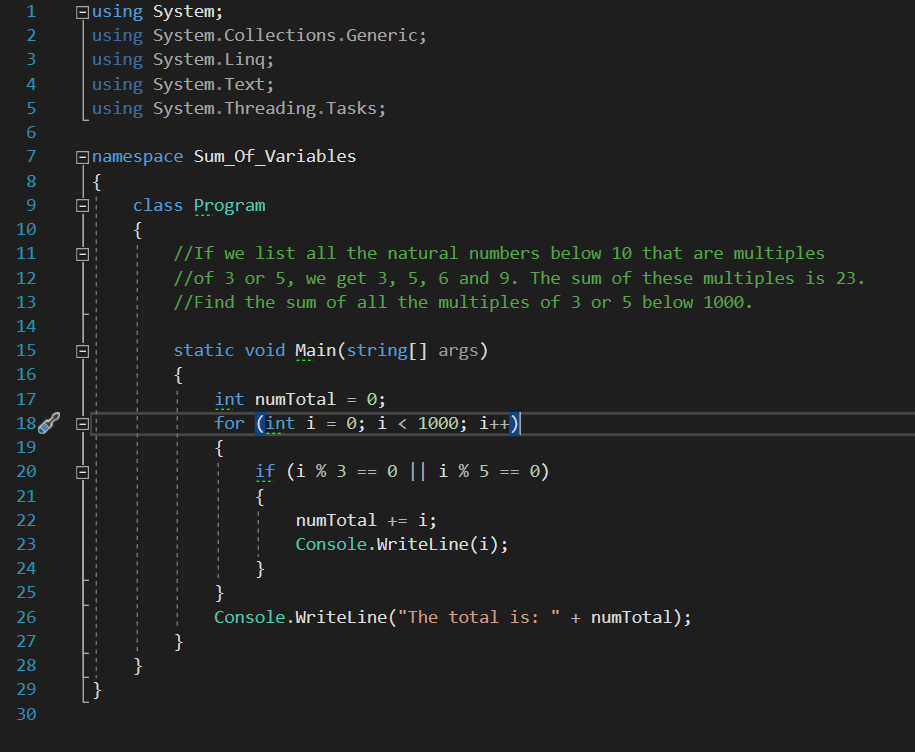 1 using System;
2 using System.Collections.Generic;
3 using System.Linq;
4 using System.Text;
5 using System.Threading.Tasks;
6
7 namespace Sum_Of_Variables
8 {
9 class Program
10 {
11 //If we list all the natural numbers below 10 that are multiples
12 //of 3 or 5, we get 3, 5, 6 and 9. The sum of these multiples is 23.
13 //Find the sum of all the multiples of 3 or 5 below 1000.
14
15 static void Main(string[] args)
16 {
17 int numTotal = 0;
18 for (int i = 0; i < 1000; i++)
19 {
20 if (i % 3 == 0 || i % 5 == 0)
21 {
22 numTotal += i;
23 Console.WriteLine(i);
24 }
25 }
26 Console.WriteLine("The total is: " + numTotal);
27 }
28 }
29 }
30